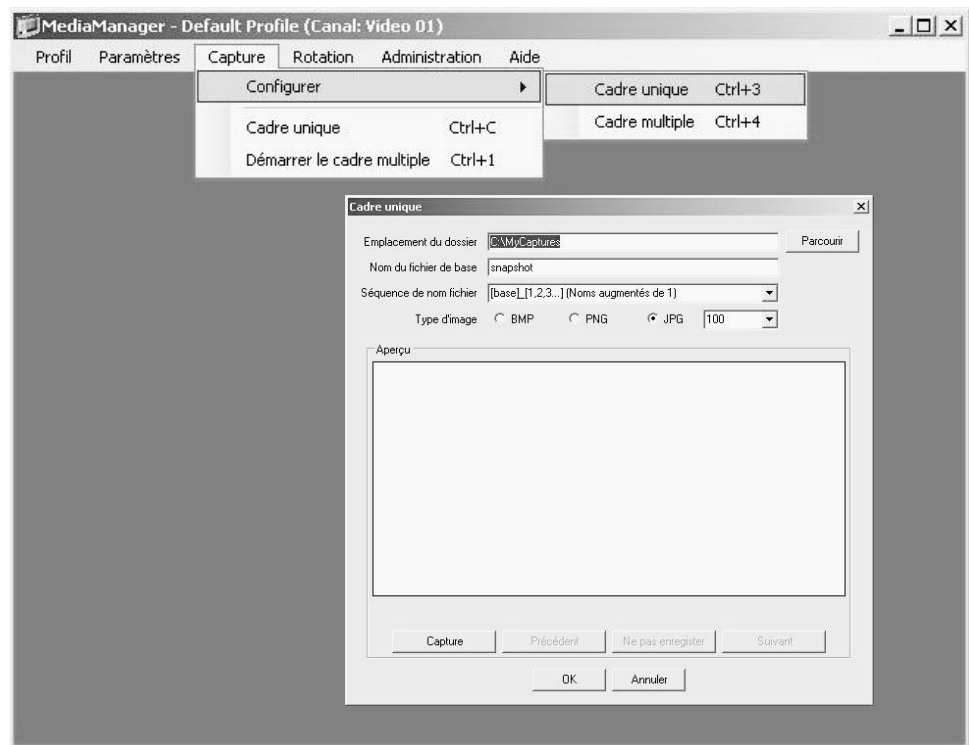 MediaManager - Default Profile (Canal: Video 01)
Profil Paramètres Capture Rotation Administration Aide
Configurer
Cadre unique Ctrl+3
Cadre multiple Ctrl+4
Cadre unique Ctrl+C
Démarrer le cadre multiple Ctrl+1
Cadre unique
Emplacement du dossier C:\MyCaptures Parcourir
Nom du fichier de base snapshot
Séquence de nom fichier [base]_[1,2,3...] (Noms augmentés de 1)
Type d'image BMP PNG JPG 100
Aperçu
Capture Précédent Ne pas enregister Suivant
OK Annuler